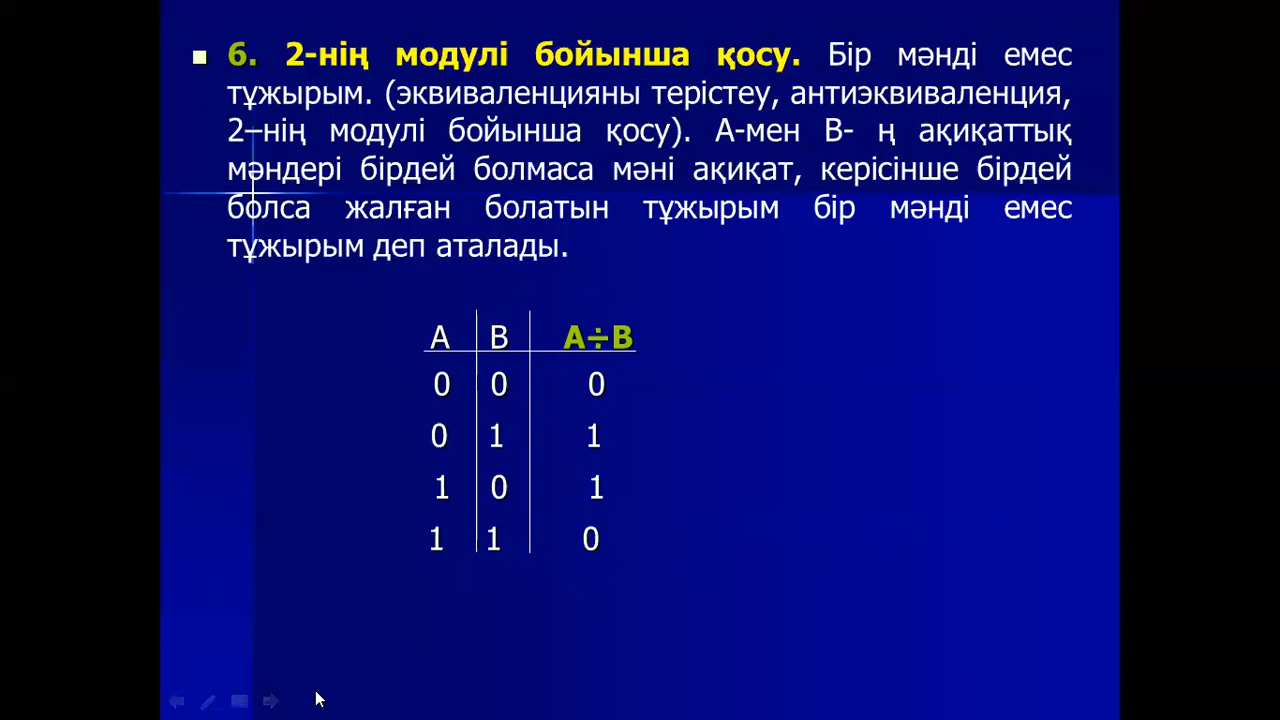 6. 2-нің модулі бойынша қосу. Бір мәнді емес
тұжырым. (эквиваленцияны терістеу, антиэквиваленция,
2–нің модулі бойынша қосу). А-мен В- ң ақиқаттық
мәндері бірдей болмаса мәні ақиқат, керісінше бірдей
болса жалған болатын тұжырым бір мәнді емес
тұжырым деп аталады.
А В А÷В
0 0 0
0 1 1
1 0 1
1 1 0